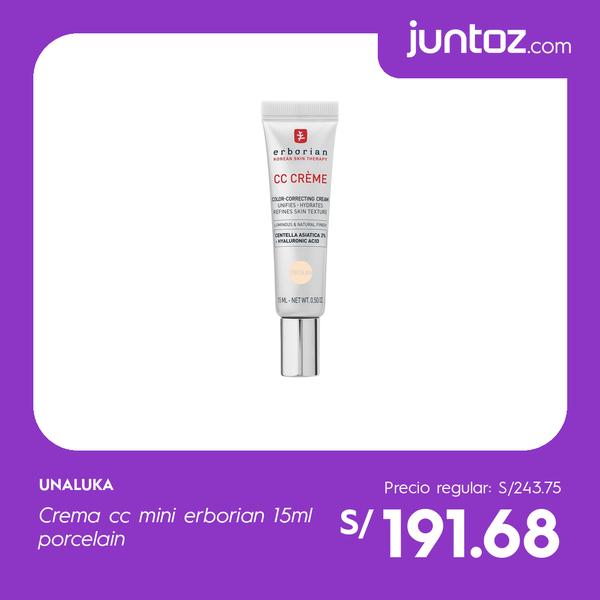 juntoz.com
erborian
KOREAN SKIN THERAPY
CC CRÈME
COLOR-CORRECTING CREAM
UNIFIES • HYDRATES
REFINES SKIN TEXTURE
LUMINOUS & NATURAL FINISH
CENTELLA ASIATICA 2%
+ HYALURONIC ACID
15 ML - NET WT. 0.50 OZ.
UNALUKA
Crema cc mini erborian 15ml
porcelain
Precio regular: S/243.75
S/191.68